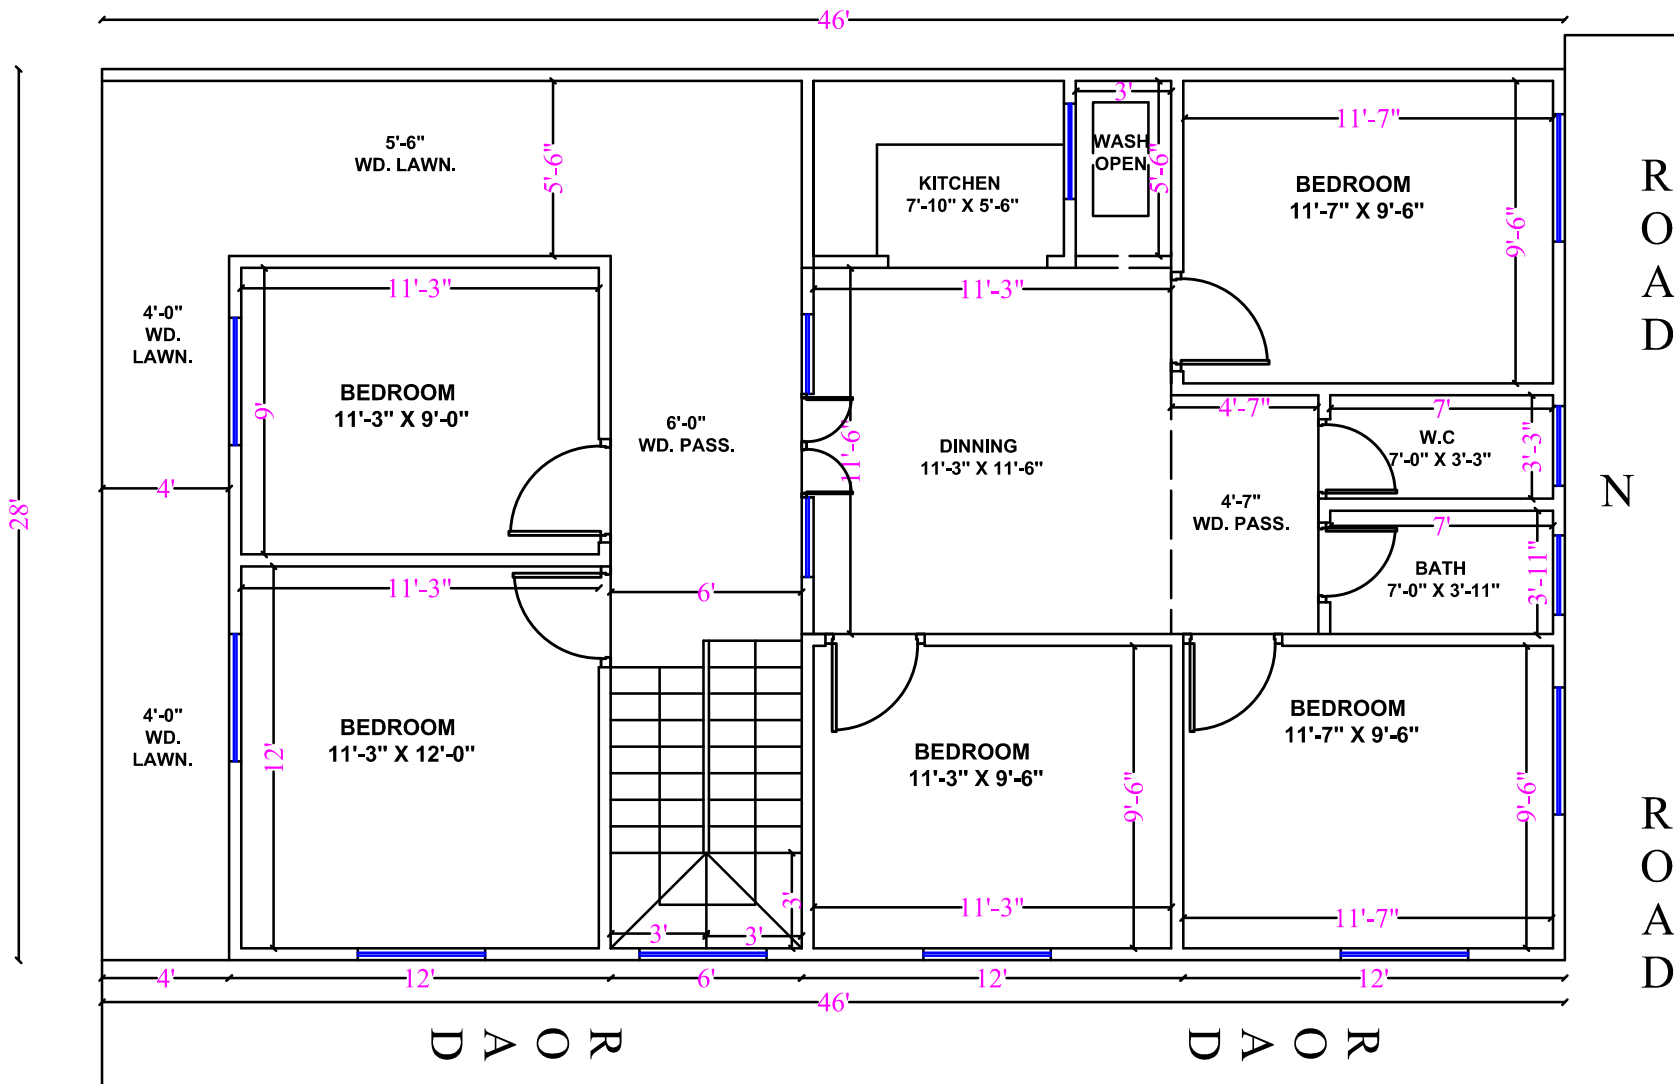 46'
28'
5'-6"
WD. LAWN.
5'-6"
KITCHEN
7'-10" X 5'-6"
3'
WASH
OPEN
5'-6"
11'-7"
BEDROOM
11'-7" X 9'-6"
9'-6"
R
O
A
D
4'-0"
WD.
LAWN.
11'-3"
BEDROOM
11'-3" X 9'-0"
9'
6'-0"
WD. PASS.
11'-3"
DINNING
11'-3" X 11'-6"
11'-6"
4'-7"
4'-7"
WD. PASS.
7'
W.C
7'-0" X 3'-3"
3'-3"
7'
BATH
7'-0" X 3'-11"
3'-11"
N
4'
11'-3"
6'
4'-0"
WD.
LAWN.
BEDROOM
11'-3" X 12'-0"
12'
BEDROOM
11'-3" X 9'-6"
9'-6"
11'-3"
BEDROOM
11'-7" X 9'-6"
9'-6"
11'-7"
R
O
A
D
3'
3'
3'
4'
12'
6'
12'
12'
46'
ROAD
ROAD